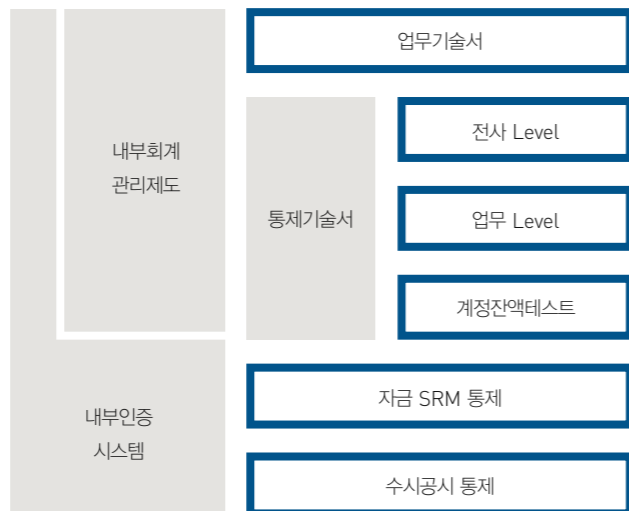 업무기술서
내부회계
관리제도
통제기술서
전사 Level
업무 Level
계정잔액테스트
내부인증
시스템
자금 SRM 통제
수시공시 통제